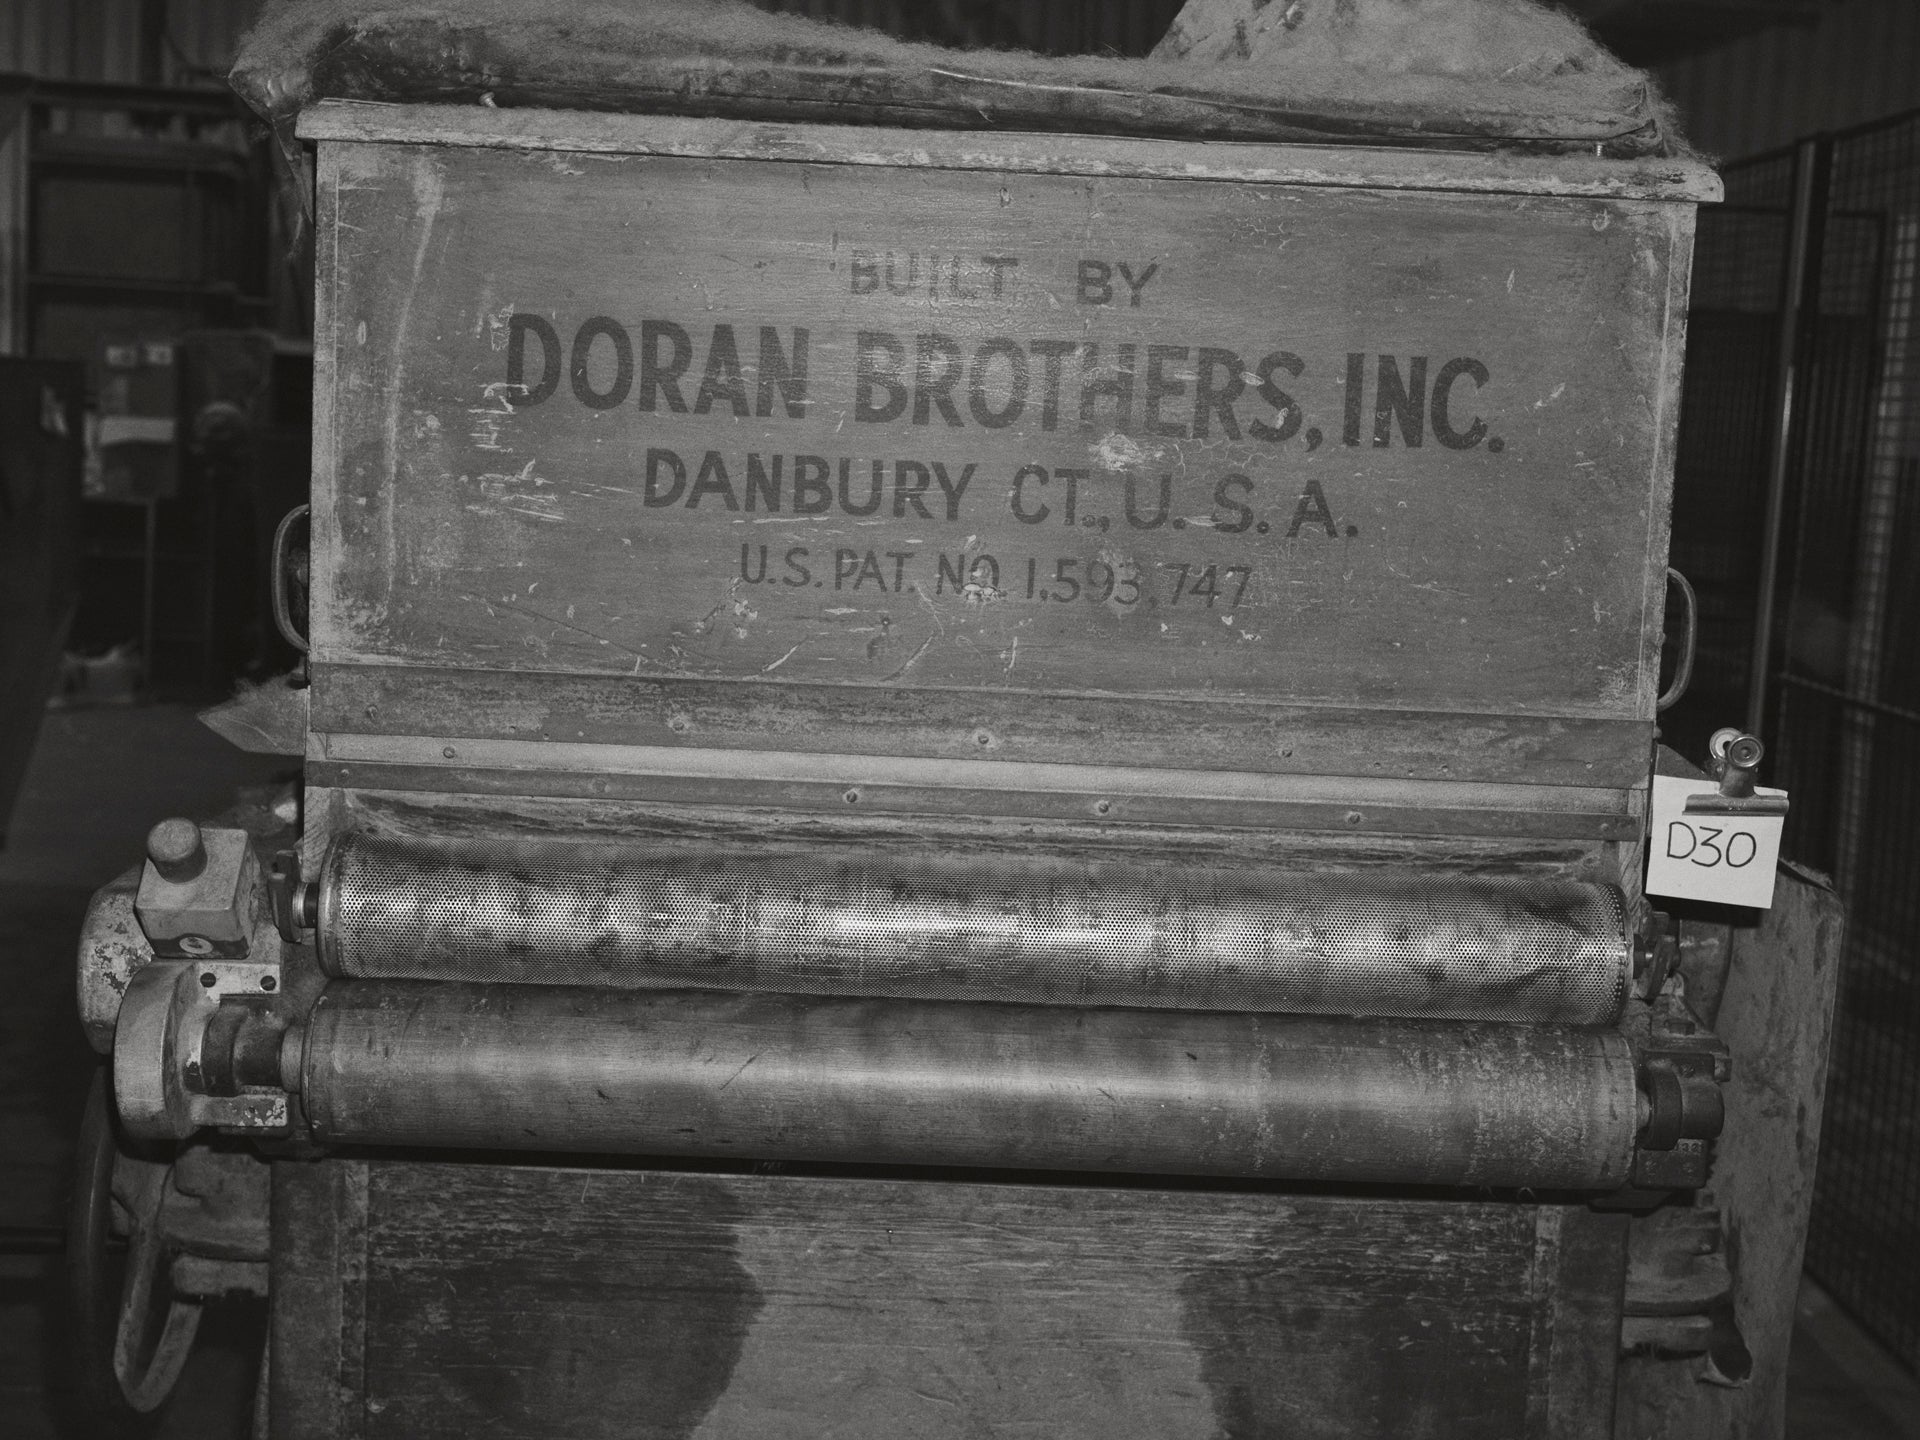 BUILT BY
DORAN BROTHERS, INC.
DANBURY CT., U. S. A.
U.S. PAT. NO. 1,593,747
D30